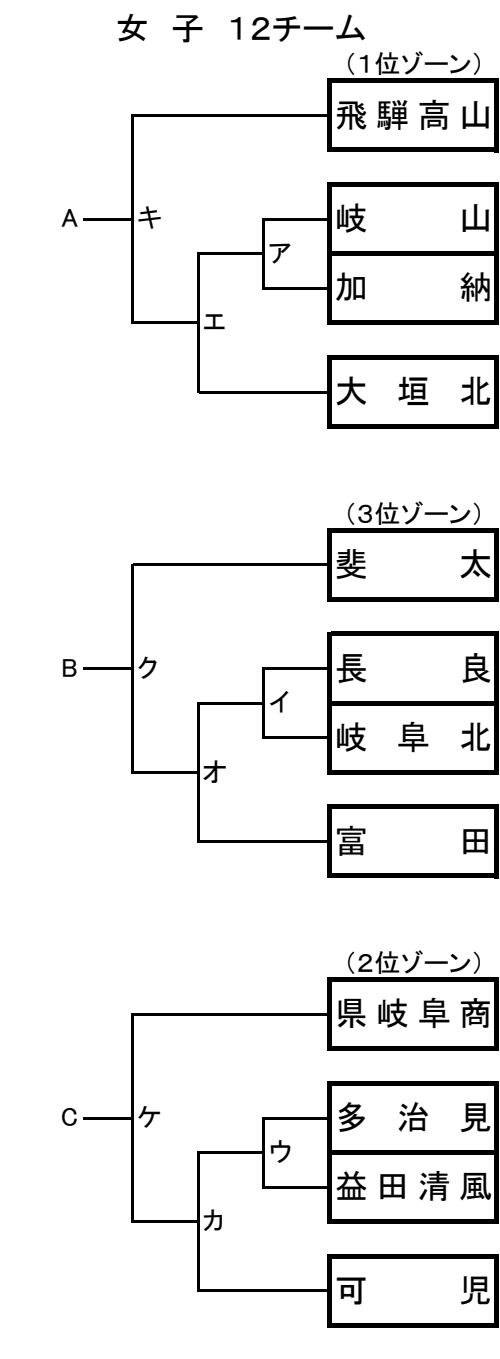 女 子 12チーム
（1位ゾーン）
飛騨高山
A
キ
岐山
ア
加納
エ
大垣北
（3位ゾーン）
斐太
B
ク
長良
イ
岐阜北
オ
富田
（2位ゾーン）
県岐阜商
C
ケ
多治見
ウ
益田清風
カ
可児